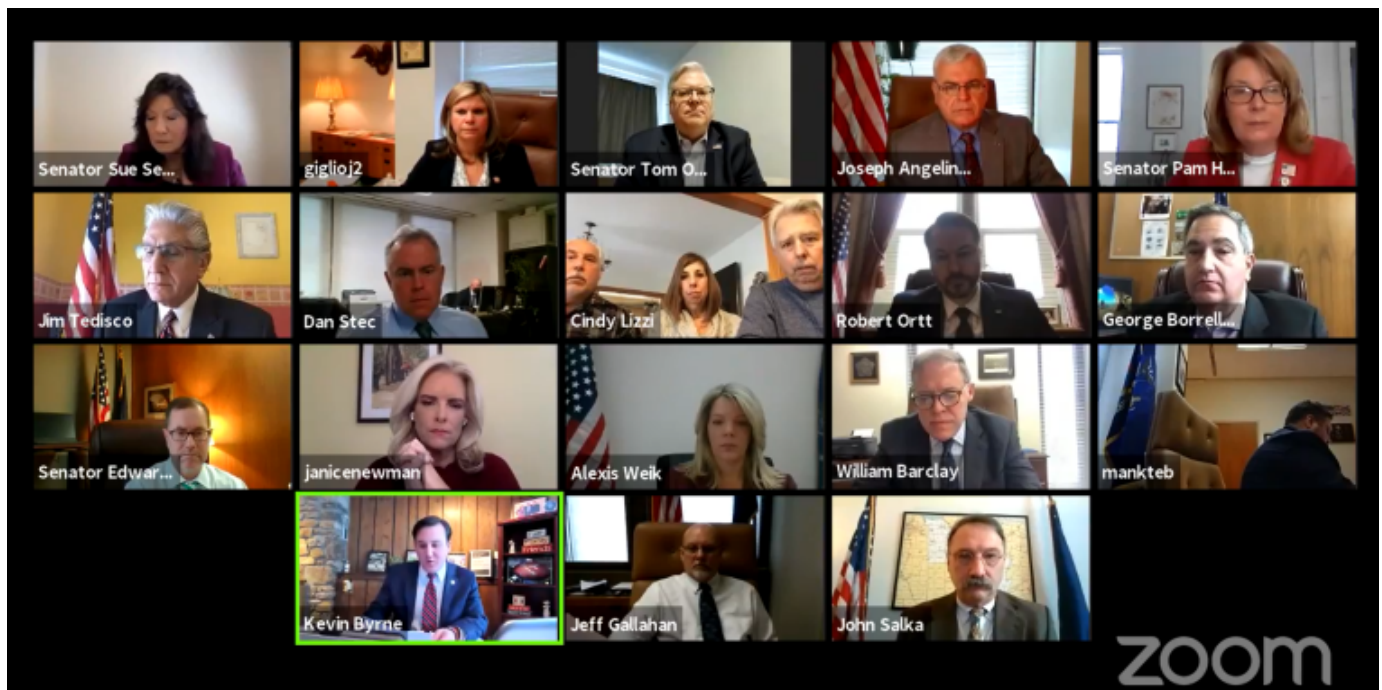 Senator Sue Se...
giglioj2
Senator Tom O...
Joseph Angelin...
Senator Pam H...
Jim Tedisco
Dan Stec
Cindy Lizzi
Robert Ortt
George Borrell...
Senator Edwar...
janicenewman
Alexis Weik
William Barclay
mankteb
Kevin Byrne
Jeff Gallahan
John Salka
zoom